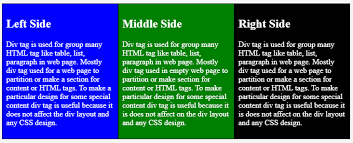 Left Side
Div tag is used for group many
HTML tag like table, list,
paragraph in web page. Mostly
div tag used for a web page to
partition or make a section for
content or HTML tags. To make a
particular design for some special
content div tag is useful because it
does not affect the div layout and
any CSS design.
Middle Side
Div tag is used for group many
HTML tag like table, list,
paragraph in web page. Mostly
div tag used in empty web page to
partition or make a section for
content or HTML tags. To make
particular design for some special
content div tag is useful because it
is does not affect on the div layout
and any CSS design.
Right Side
Div tag is used for group many
HTML tag like table, list,
paragraph in web page. Mostly
div tag used for a web page to
partition or make section for
content or HTML tags. To make a
particular design for some special
content div tag is useful because it
does not affect the div layout and
any CSS design.